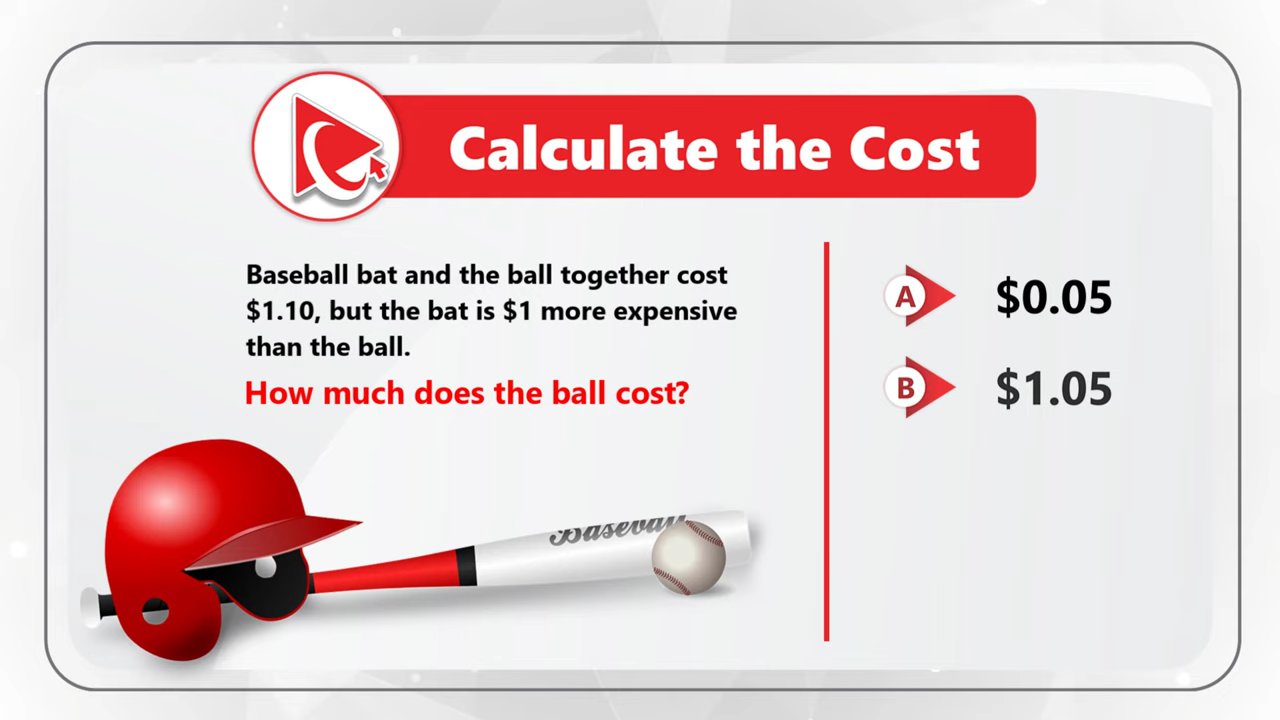 Calculate the Cost
Baseball bat and the ball together cost
$1.10, but the bat is $1 more expensive
than the ball.
How much does the ball cost?
A $0.05
B $1.05
Baseball